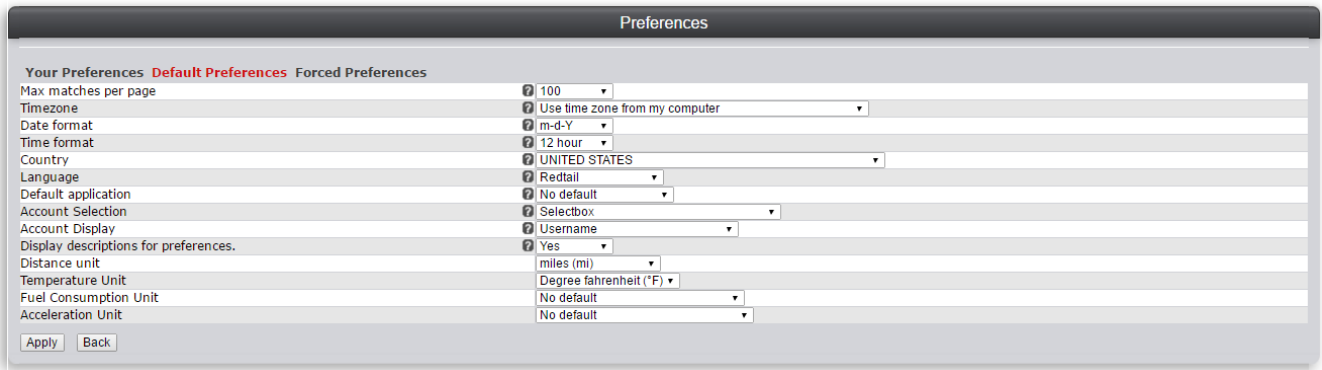 Preferences
Your Preferences Default Preferences Forced Preferences
Max matches per page ? 100
Timezone ? Use time zone from my computer
Date format ? m-d-Y
Time format ? 12 hour
Country ? UNITED STATES
Language ? Redtail
Default application ? No default
Account Selection ? Selectbox
Account Display ? Username
Display descriptions for preferences. ? Yes
Distance unit miles (mi)
Temperature Unit Degree fahrenheit (°F)
Fuel Consumption Unit No default
Acceleration Unit No default
Apply Back